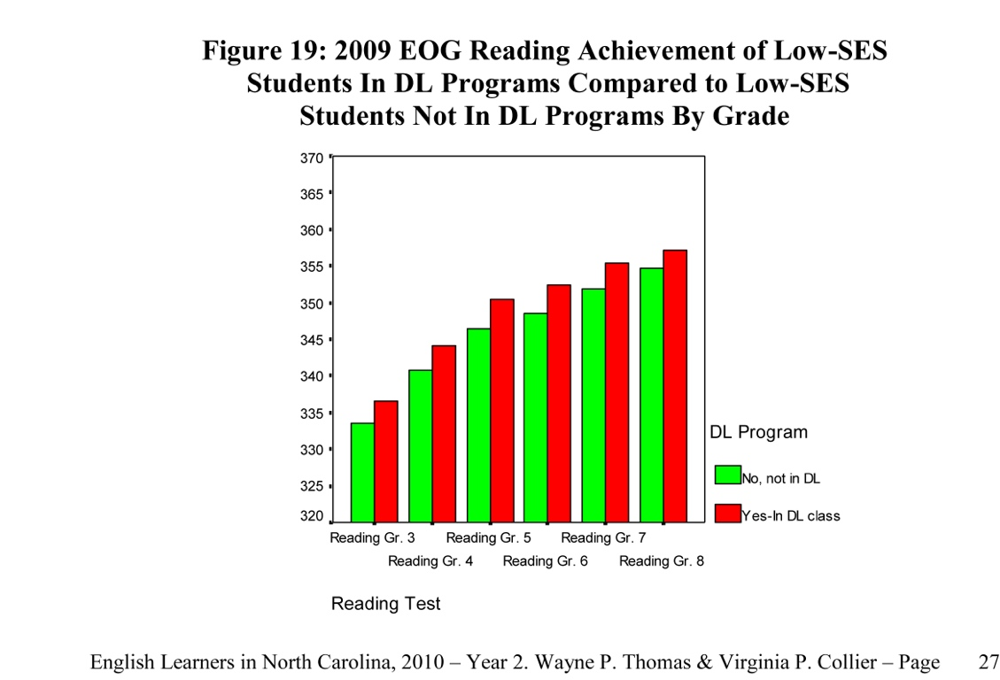 Figure 19: 2009 EOG Reading Achievement of Low-SES
Students In DL Programs Compared to Low-SES
Students Not In DL Programs By Grade
370
365
360
355
350
345
340
335
330
325
320
DL Program
No, not in DL
Yes-In DL class
Reading Gr. 3 Reading Gr. 5 Reading Gr. 7
Reading Gr. 4 Reading Gr. 6 Reading Gr. 8
Reading Test
English Learners in North Carolina, 2010 – Year 2. Wayne P. Thomas & Virginia P. Collier – Page 27